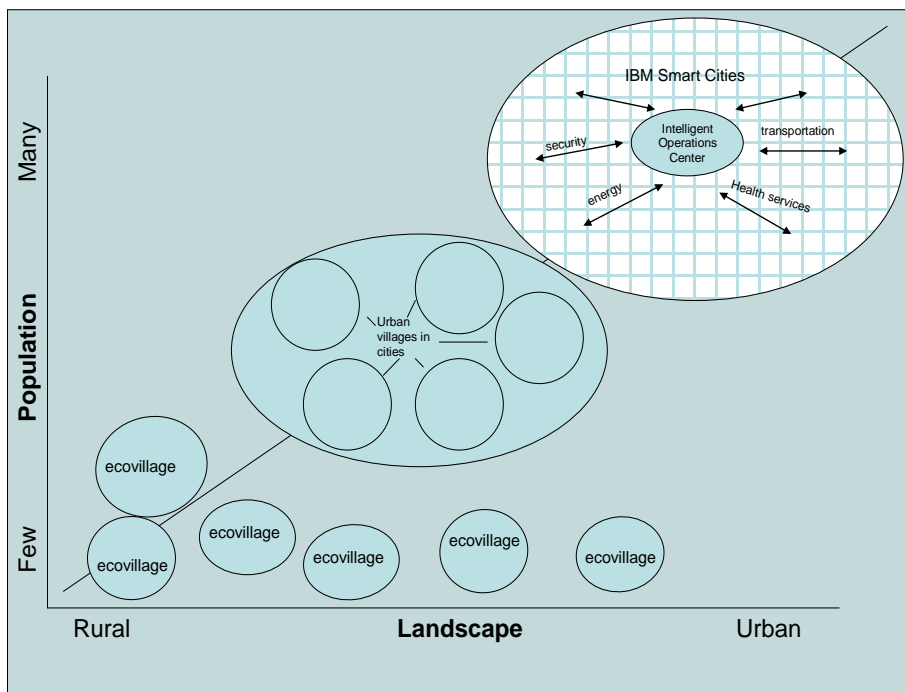 IBM Smart Cities
Intelligent
Operations
Center
security
transportation
energy
Health services
Many
Population
Few
Urban
villages in
cities
ecovillage
ecovillage
ecovillage
ecovillage
ecovillage
ecovillage
Rural
Landscape
Urban